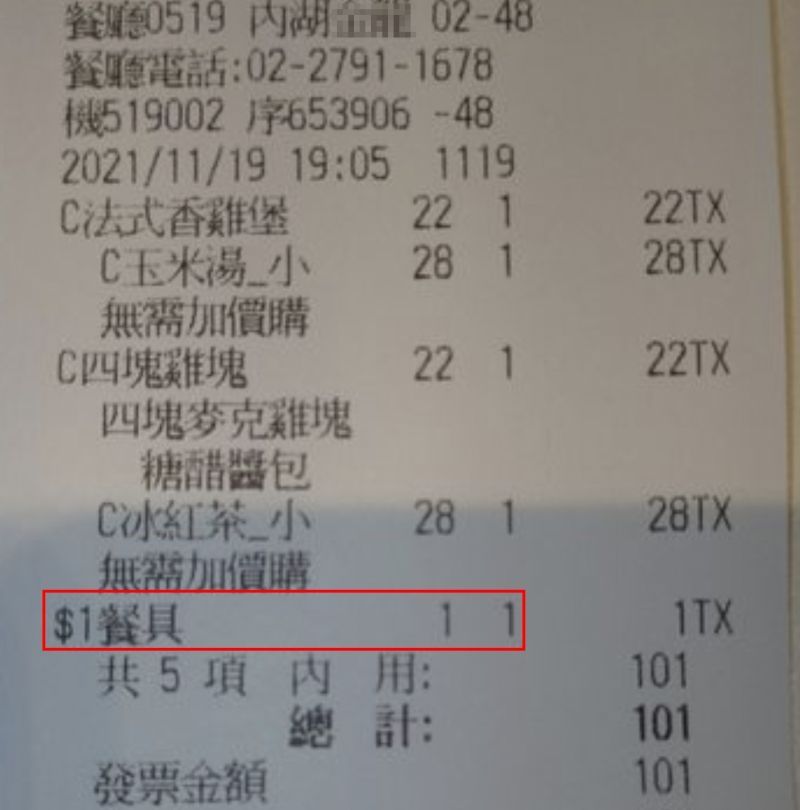 餐廳0519 內湖 02-48
餐廳電話:02-2791-1678
機519002 序653906 -48
2021/11/19 19:05 1119
C法式香雞堡 22 1 22TX
C玉米湯_小 28 1 28TX
無需加價購
C四塊雞塊 22 1 22TX
四塊麥克雞塊
糖醋醬包
C冰紅茶_小 28 1 28TX
無需加價購
$1餐具 1 1 1TX
共 5 項 內 用: 101
總 計: 101
發票金額 101